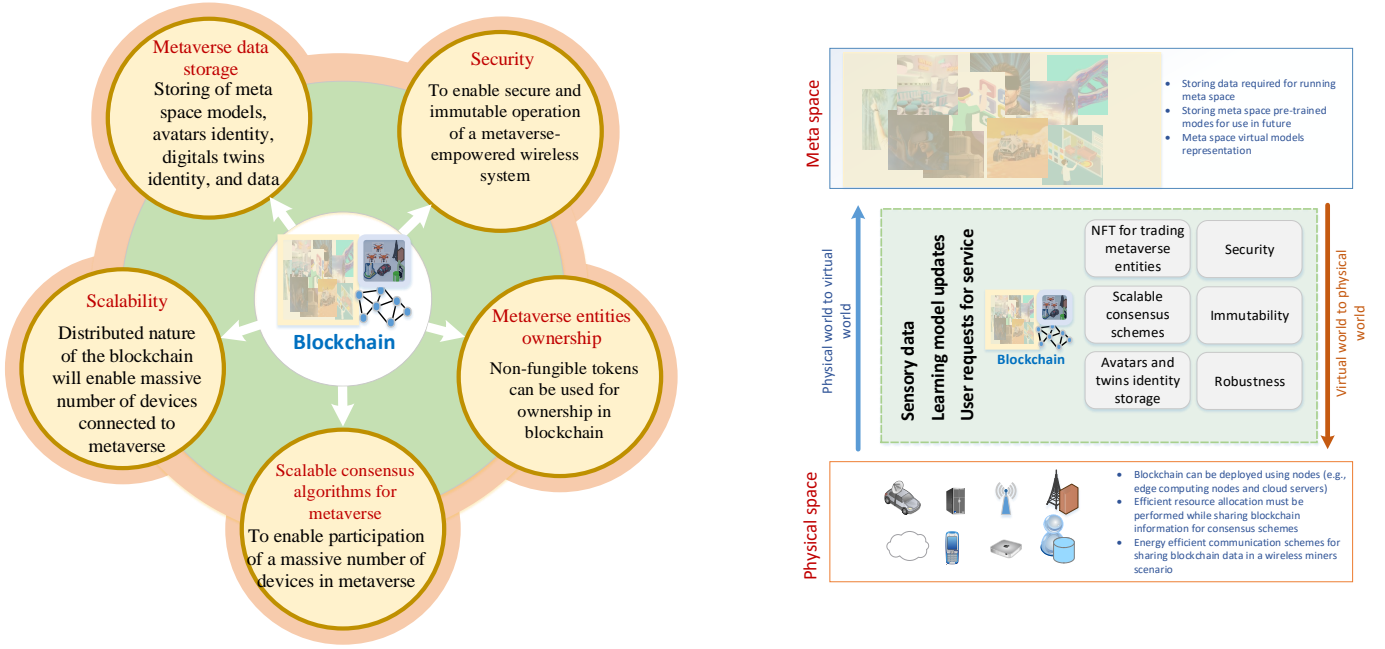 Metaverse data
storage
Storing of meta
space models,
avatars identity,
digitals twins
identity, and data
Security
To enable secure and
immutable operation
of a metaverse-
empowered wireless
system
Scalability
Distributed nature
of the blockchain
will enable massive
number of devices
connected to
metaverse
Blockchain
Metaverse entities
ownership
Non-fungible tokens
can be used for
ownership in
blockchain
Scalable consensus
algorithms for
metaverse
To enable participation
of a massive number of
devices in metaverse
Meta space
• Storing data required for running
meta space
• Storing meta space pre-trained
modes for use in future
• Meta space virtual models
representation
Physical world to virtual
world
Sensory data
Learning model updates
User requests for service
Blockchain
NFT for trading
metaverse
entities
Security
Scalable
consensus
schemes
Immutability
Avatars and
twins identity
storage
Robustness
Virtual world to physical
world
Physical space
• Blockchain can be deployed using nodes (e.g.,
edge computing nodes and cloud servers)
• Efficient resource allocation must be
performed while sharing blockchain
information for consensus schemes
• Energy efficient communication schemes for
sharing blockchain data in a wireless miners
scenario